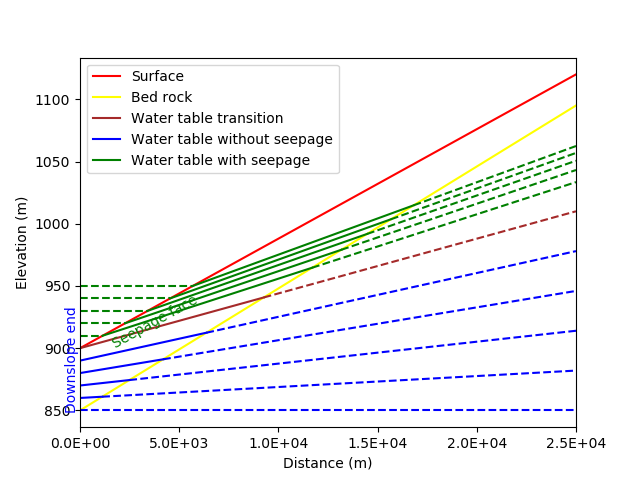 Surface
Bed rock
Water table transition
Water table without seepage
Water table with seepage
Elevation (m)
1100
1050
1000
950
900
850
Seepage face
Downslope end
0.0E+00
5.0E+03
1.0E+04
1.5E+04
2.0E+04
2.5E+04
Distance (m)